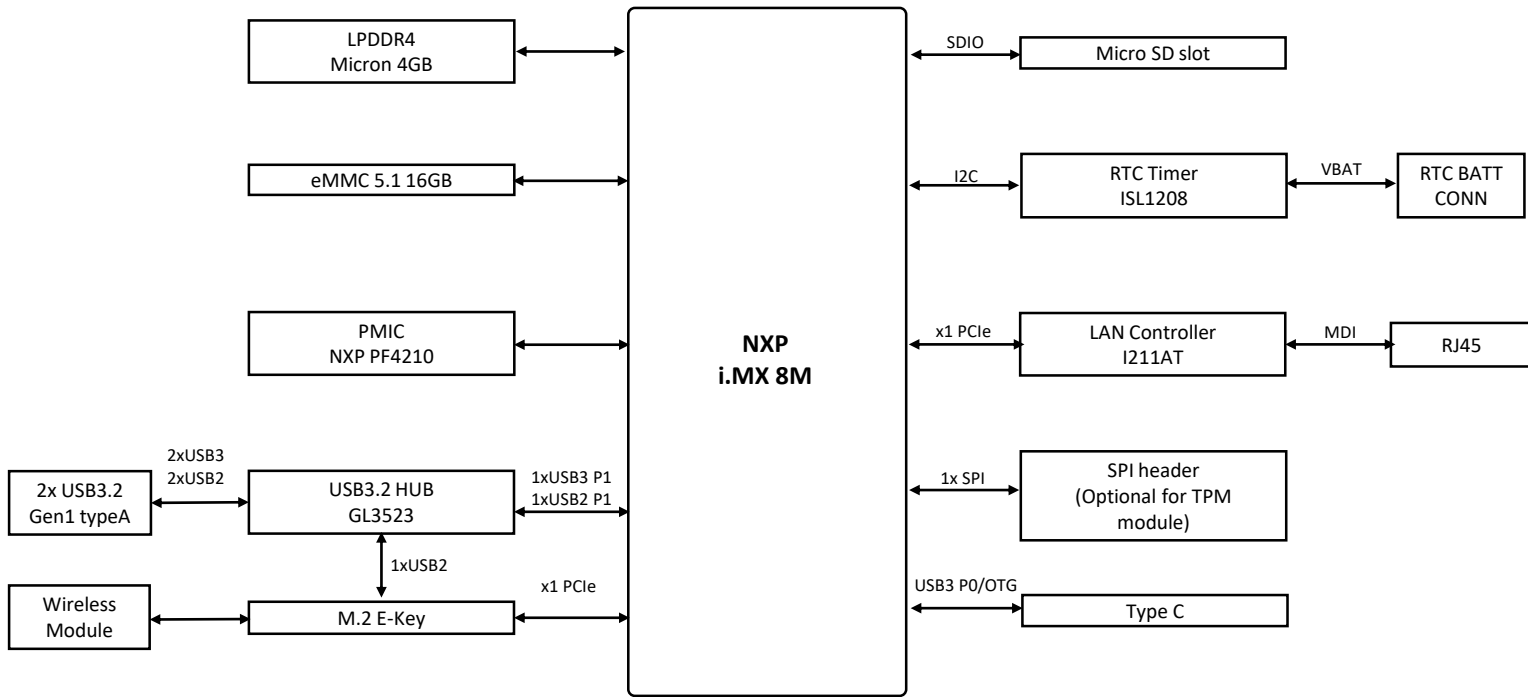 LPDDR4
Micron 4GB
SDIO
Micro SD slot
eMMC 5.1 16GB
I2C
RTC Timer
ISL1208
VBAT
RTC BATT
CONN
PMIC
NXP PF4210
NXP
i.MX 8M
x1 PCIe
LAN Controller
I211AT
MDI
RJ45
2xUSB3
2xUSB2
2x USB3.2
Gen1 typeA
USB3.2 HUB
GL3523
1xUSB3 P1
1xUSB2 P1
1x SPI
SPI header
(Optional for TPM
module)
1xUSB2
x1 PCIe
Wireless
Module
M.2 E-Key
USB3 P0/OTG
Type C